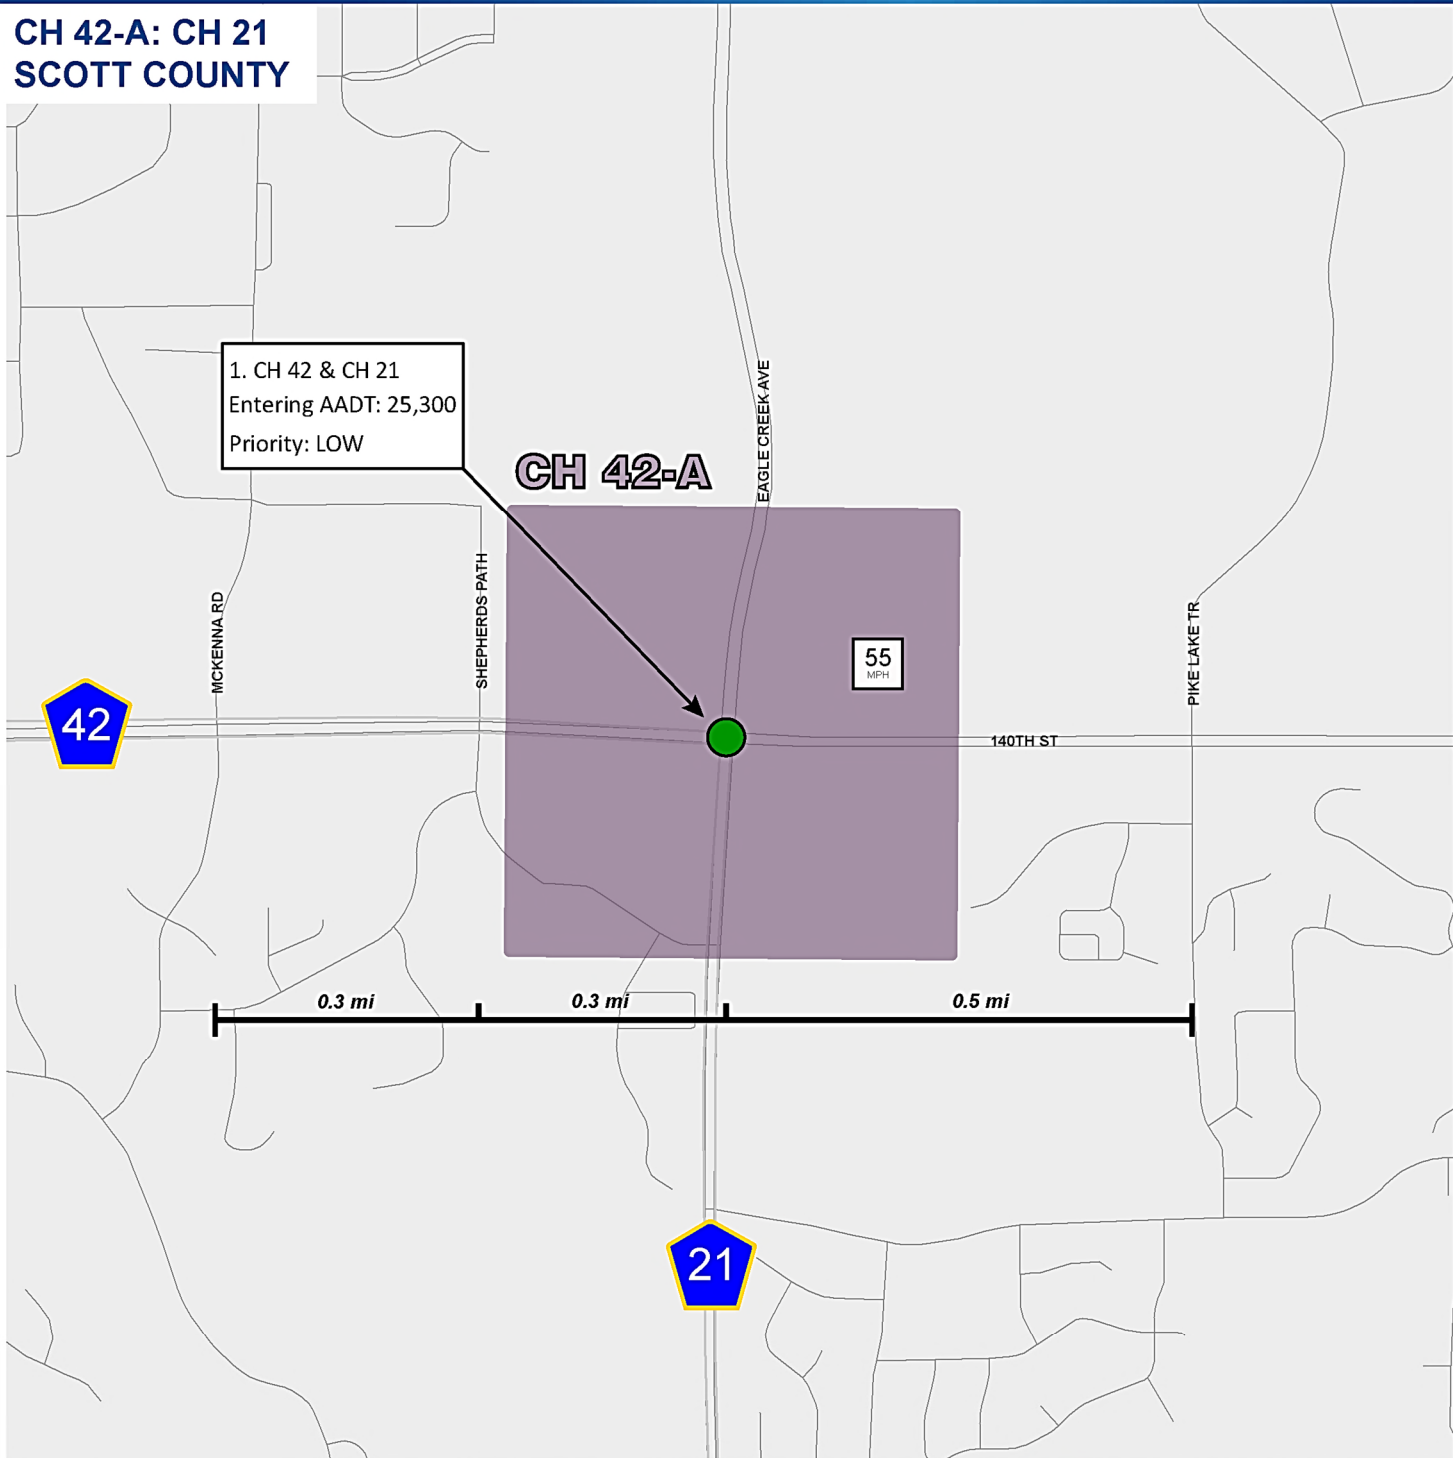 CH 42-A: CH 21
SCOTT COUNTY
1. CH 42 & CH 21
Entering AADT: 25,300
Priority: LOW
CH 42-A
EAGLE CREEK AVE
SHEPHERDS PATH
MCKENNA RD
PIKE LAKE TR
55
MPH
42
140TH ST
0.3 mi
0.3 mi
0.5 mi
21